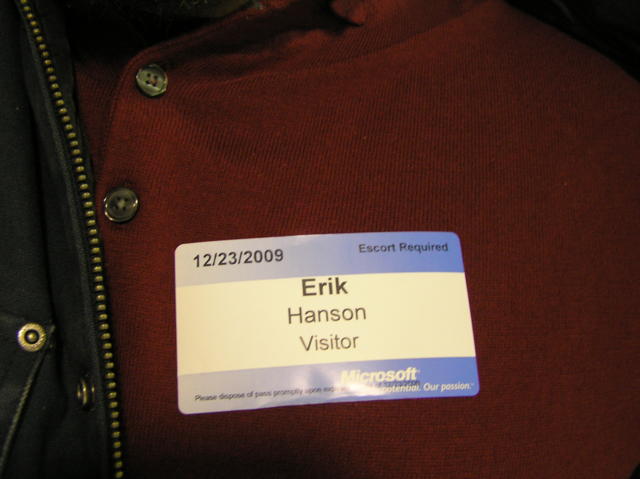 12/23/2009 Escort Required
Erik
Hanson
Visitor
Microsoft
Please dispose of pass promptly upon potential. Our passion.